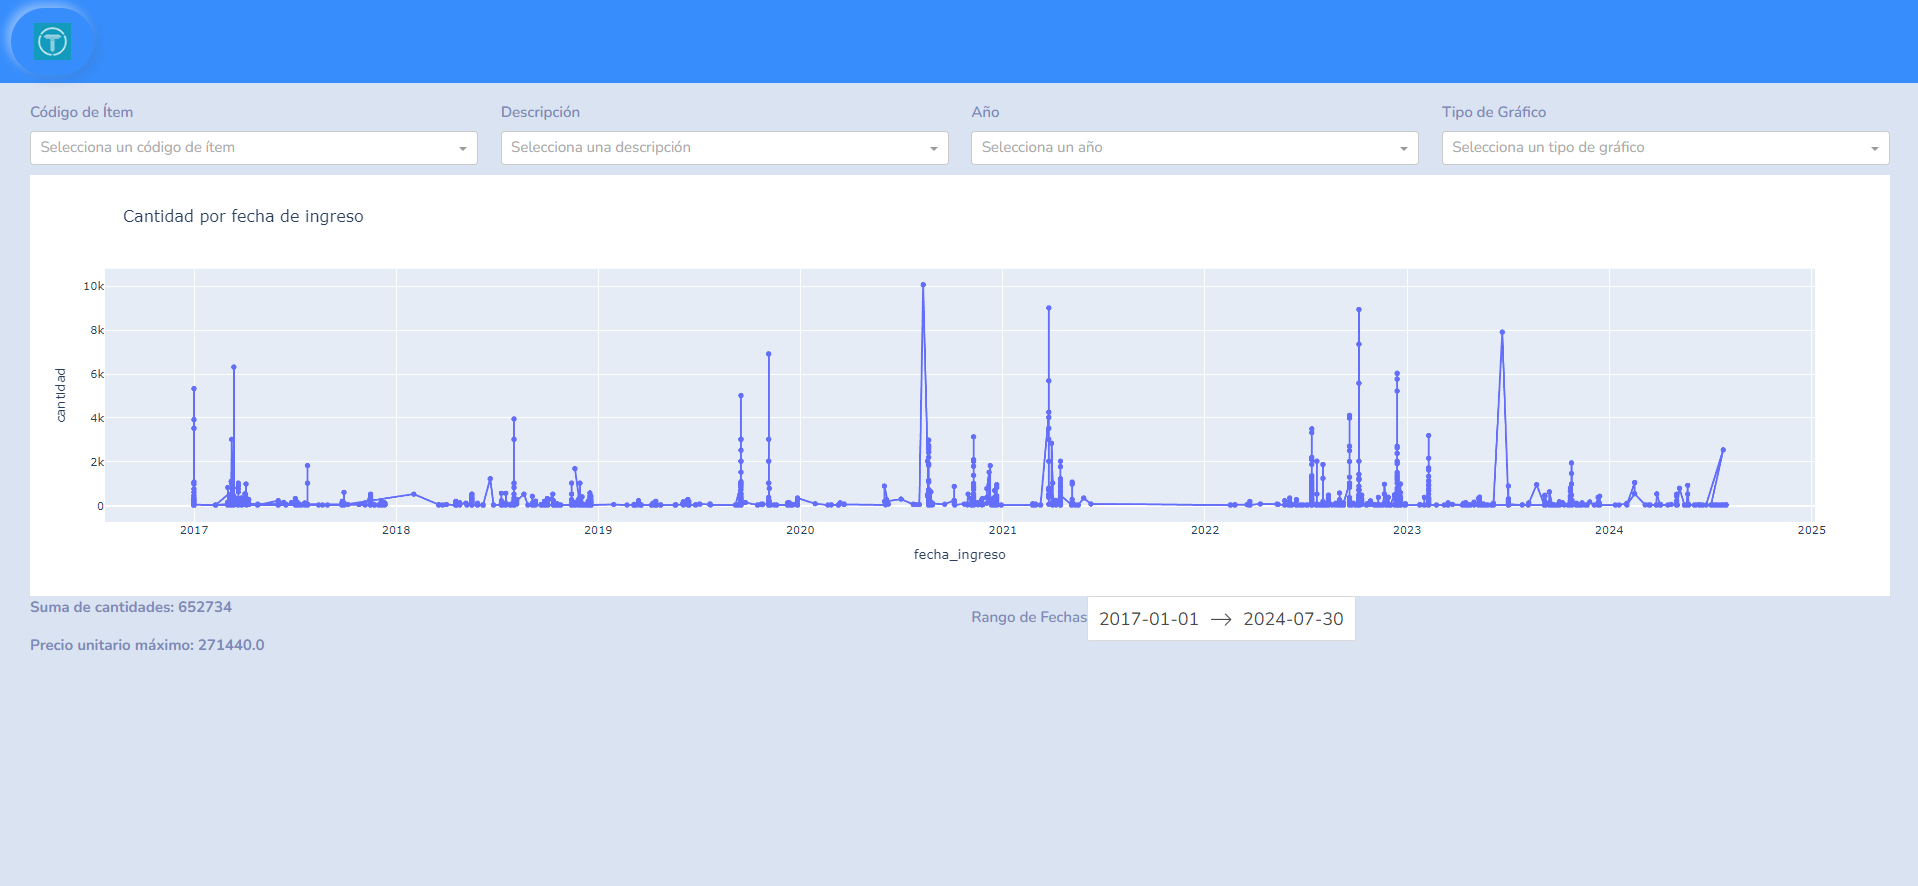 T
Código de Ítem
Selecciona un código de ítem
Descripción
Selecciona una descripción
Año
Selecciona un año
Tipo de Gráfico
Selecciona un tipo de gráfico
Cantidad por fecha de ingreso
10k
8k
6k
4k
2k
0
cantidad
2017 2018 2019 2020 2021 2022 2023 2024 2025
fecha_ingreso
Suma de cantidades: 652734
Precio unitario máximo: 271440.0
Rango de Fechas 2017-01-01 → 2024-07-30